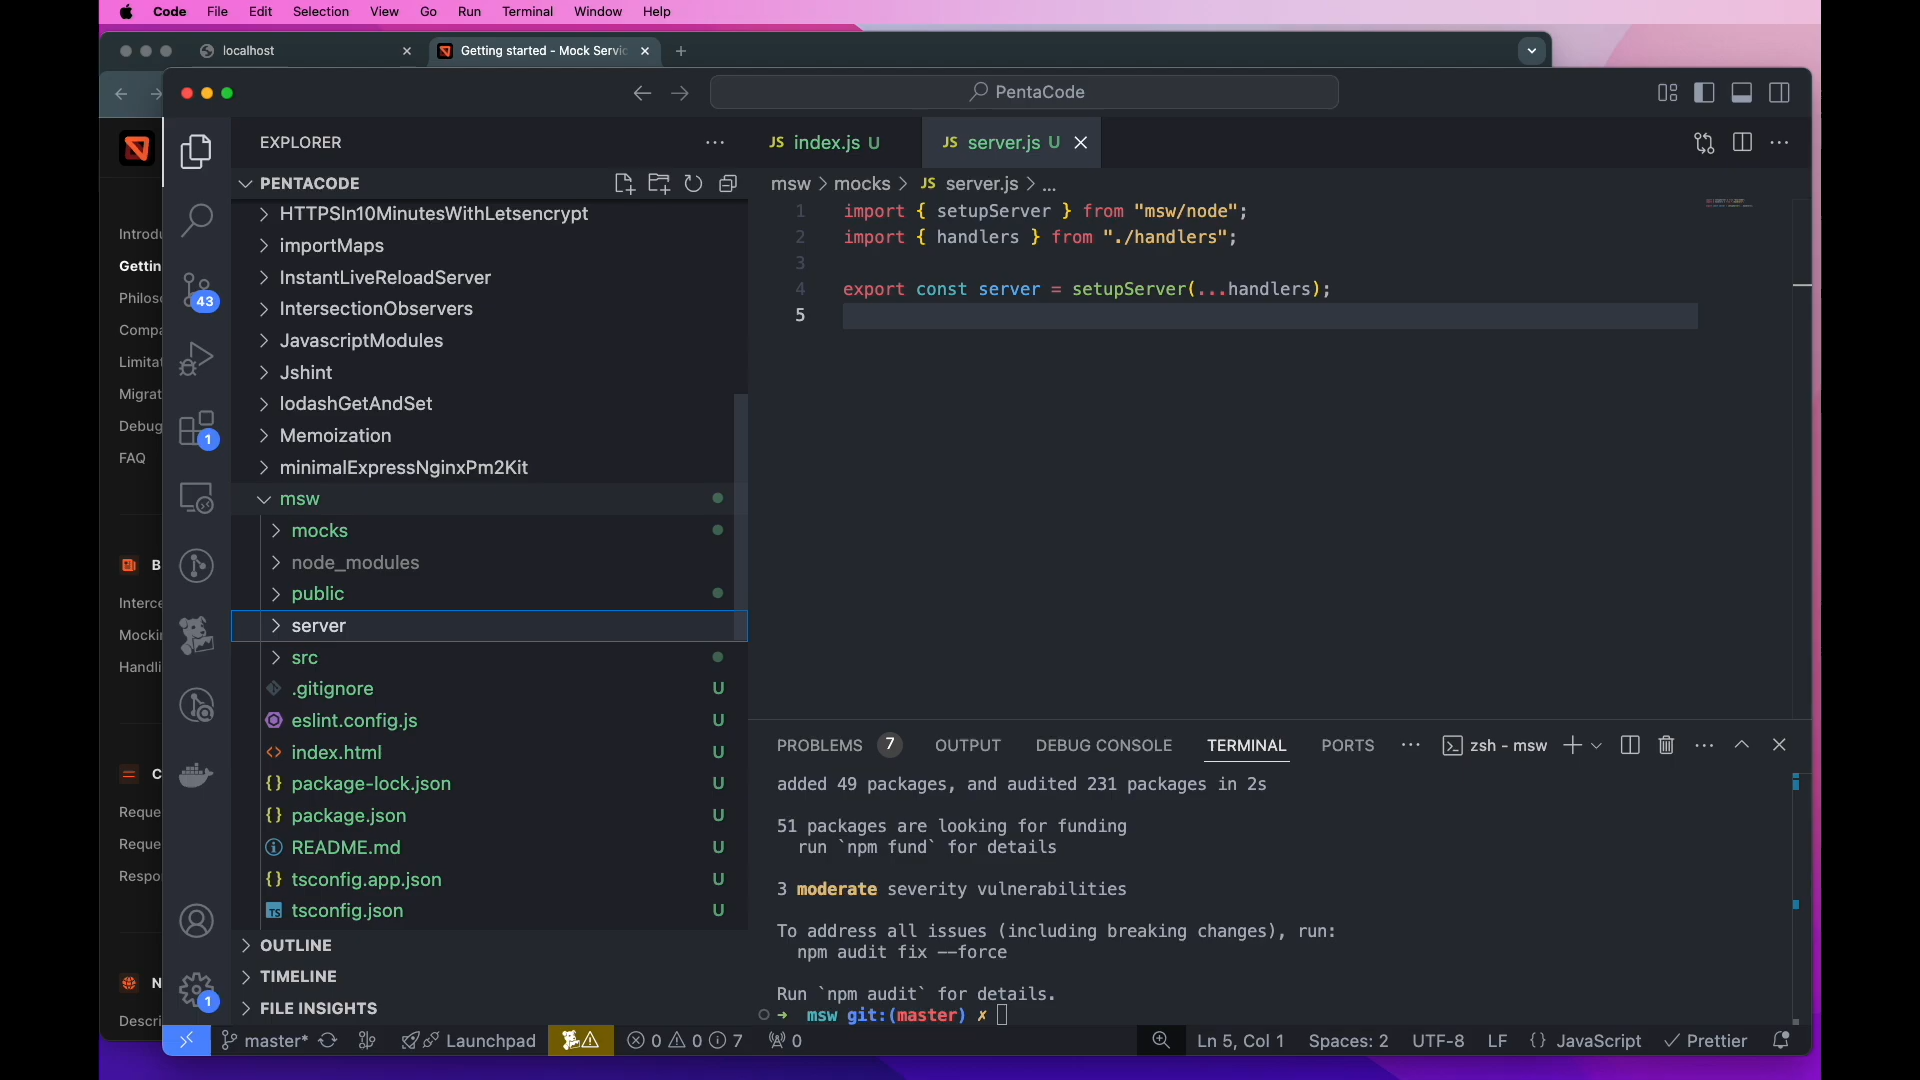 Code File Edit Selection View Go Run Terminal Window Help
localhost
Getting started - Mock Servic
PentaCode
Introdu
Gettin
Philoso
Compa
Limitat
Migrat
Debug
FAQ
B
Interce
Mockin
Handli
C
Reque
Reque
Respo
N
Descri
43
1
1
EXPLORER
PENTACODE
HTTPSIn10MinutesWithLetsencrypt
importMaps
InstantLiveReloadServer
IntersectionObservers
JavascriptModules
Jshint
lodashGetAndSet
Memoization
minimalExpressNginxPm2Kit
msw
mocks
node_modules
public
server
src
.gitignore U
eslint.config.js U
index.html U
package-lock.json U
package.json U
README.md U
tsconfig.app.json U
TS tsconfig.json U
OUTLINE
TIMELINE
FILE INSIGHTS
JS index.js U
JS server.js U
msw > mocks > JS server.js > ...
1 import { setupServer } from "msw/node";
2 import { handlers } from "./handlers";
3
4 export const server = setupServer(...handlers);
5
PROBLEMS 7 OUTPUT DEBUG CONSOLE TERMINAL PORTS ··· zsh - msw
added 49 packages, and audited 231 packages in 2s
51 packages are looking for funding
run `npm fund` for details
3 moderate severity vulnerabilities
To address all issues (including breaking changes), run:
npm audit fix --force
Run `npm audit` for details.
→ msw git:(master) ✗
master* Launchpad 0 0 7 0 Ln 5, Col 1 Spaces: 2 UTF-8 LF {} JavaScript Prettier